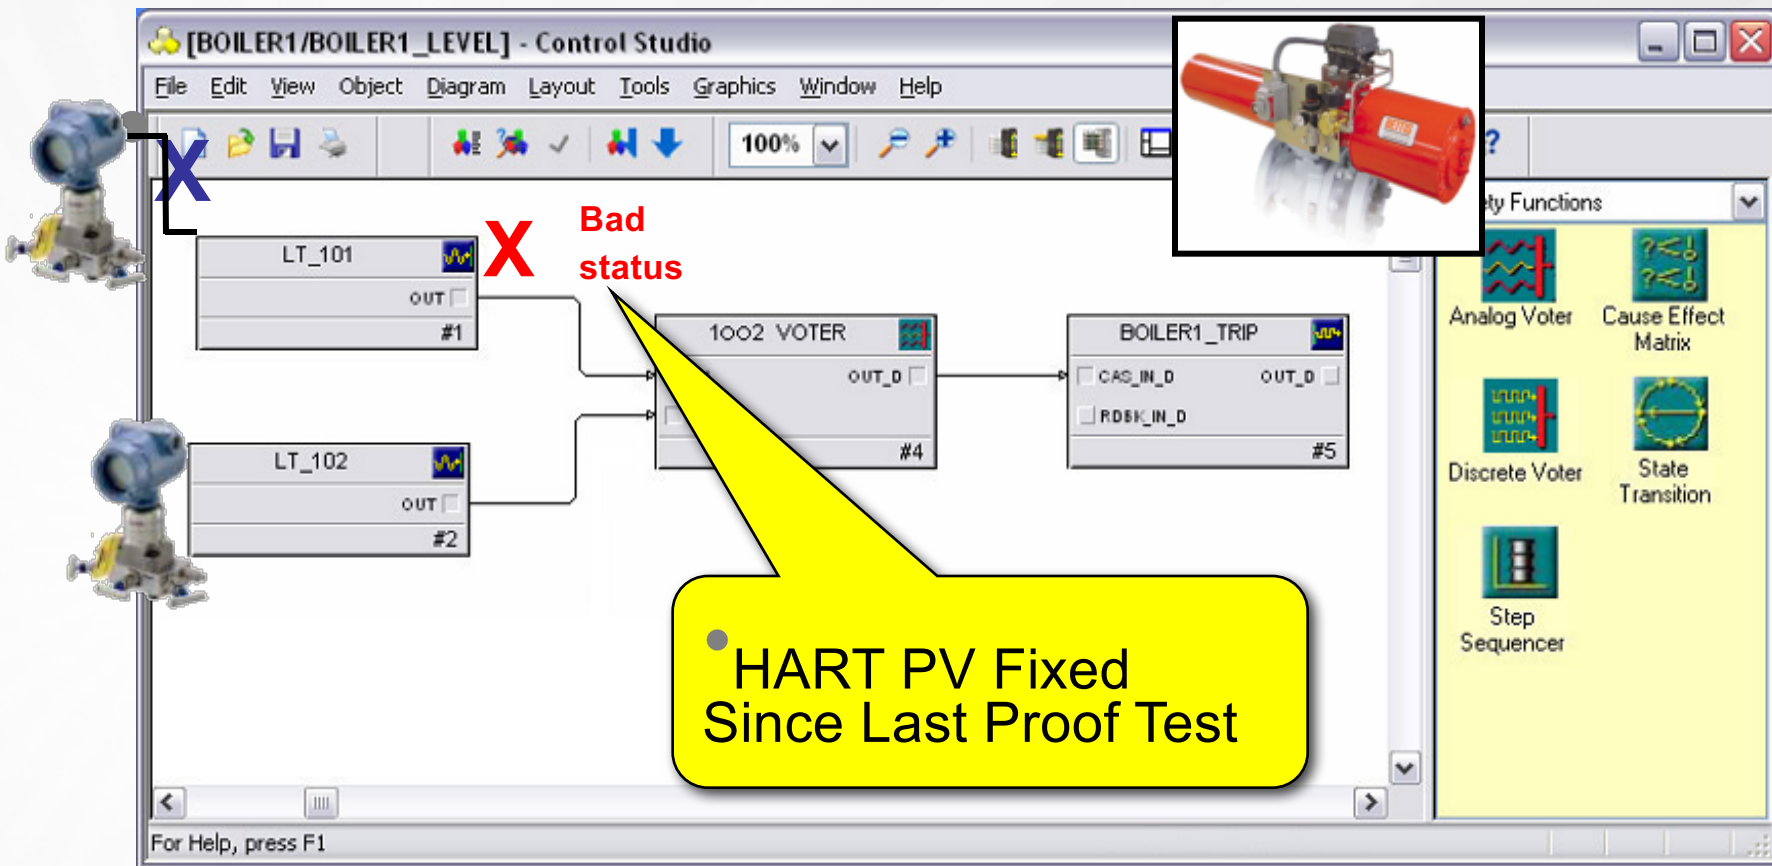 [BOILER1/BOILER1_LEVEL] - Control Studio
File Edit View Object Diagram Layout Tools Graphics Window Help
100%
?
X
LT_101
OUT
#1
X
Bad
status
1oo2 VOTER
OUT_D
#4
BOILER1_TRIP
CAS_IN_D OUT_D
RDBK_IN_D
#5
LT_102
OUT
#2
HART PV Fixed
Since Last Proof Test
ety Functions
Analog Voter
Cause Effect
Matrix
Discrete Voter
State
Transition
Step
Sequencer
For Help, press F1